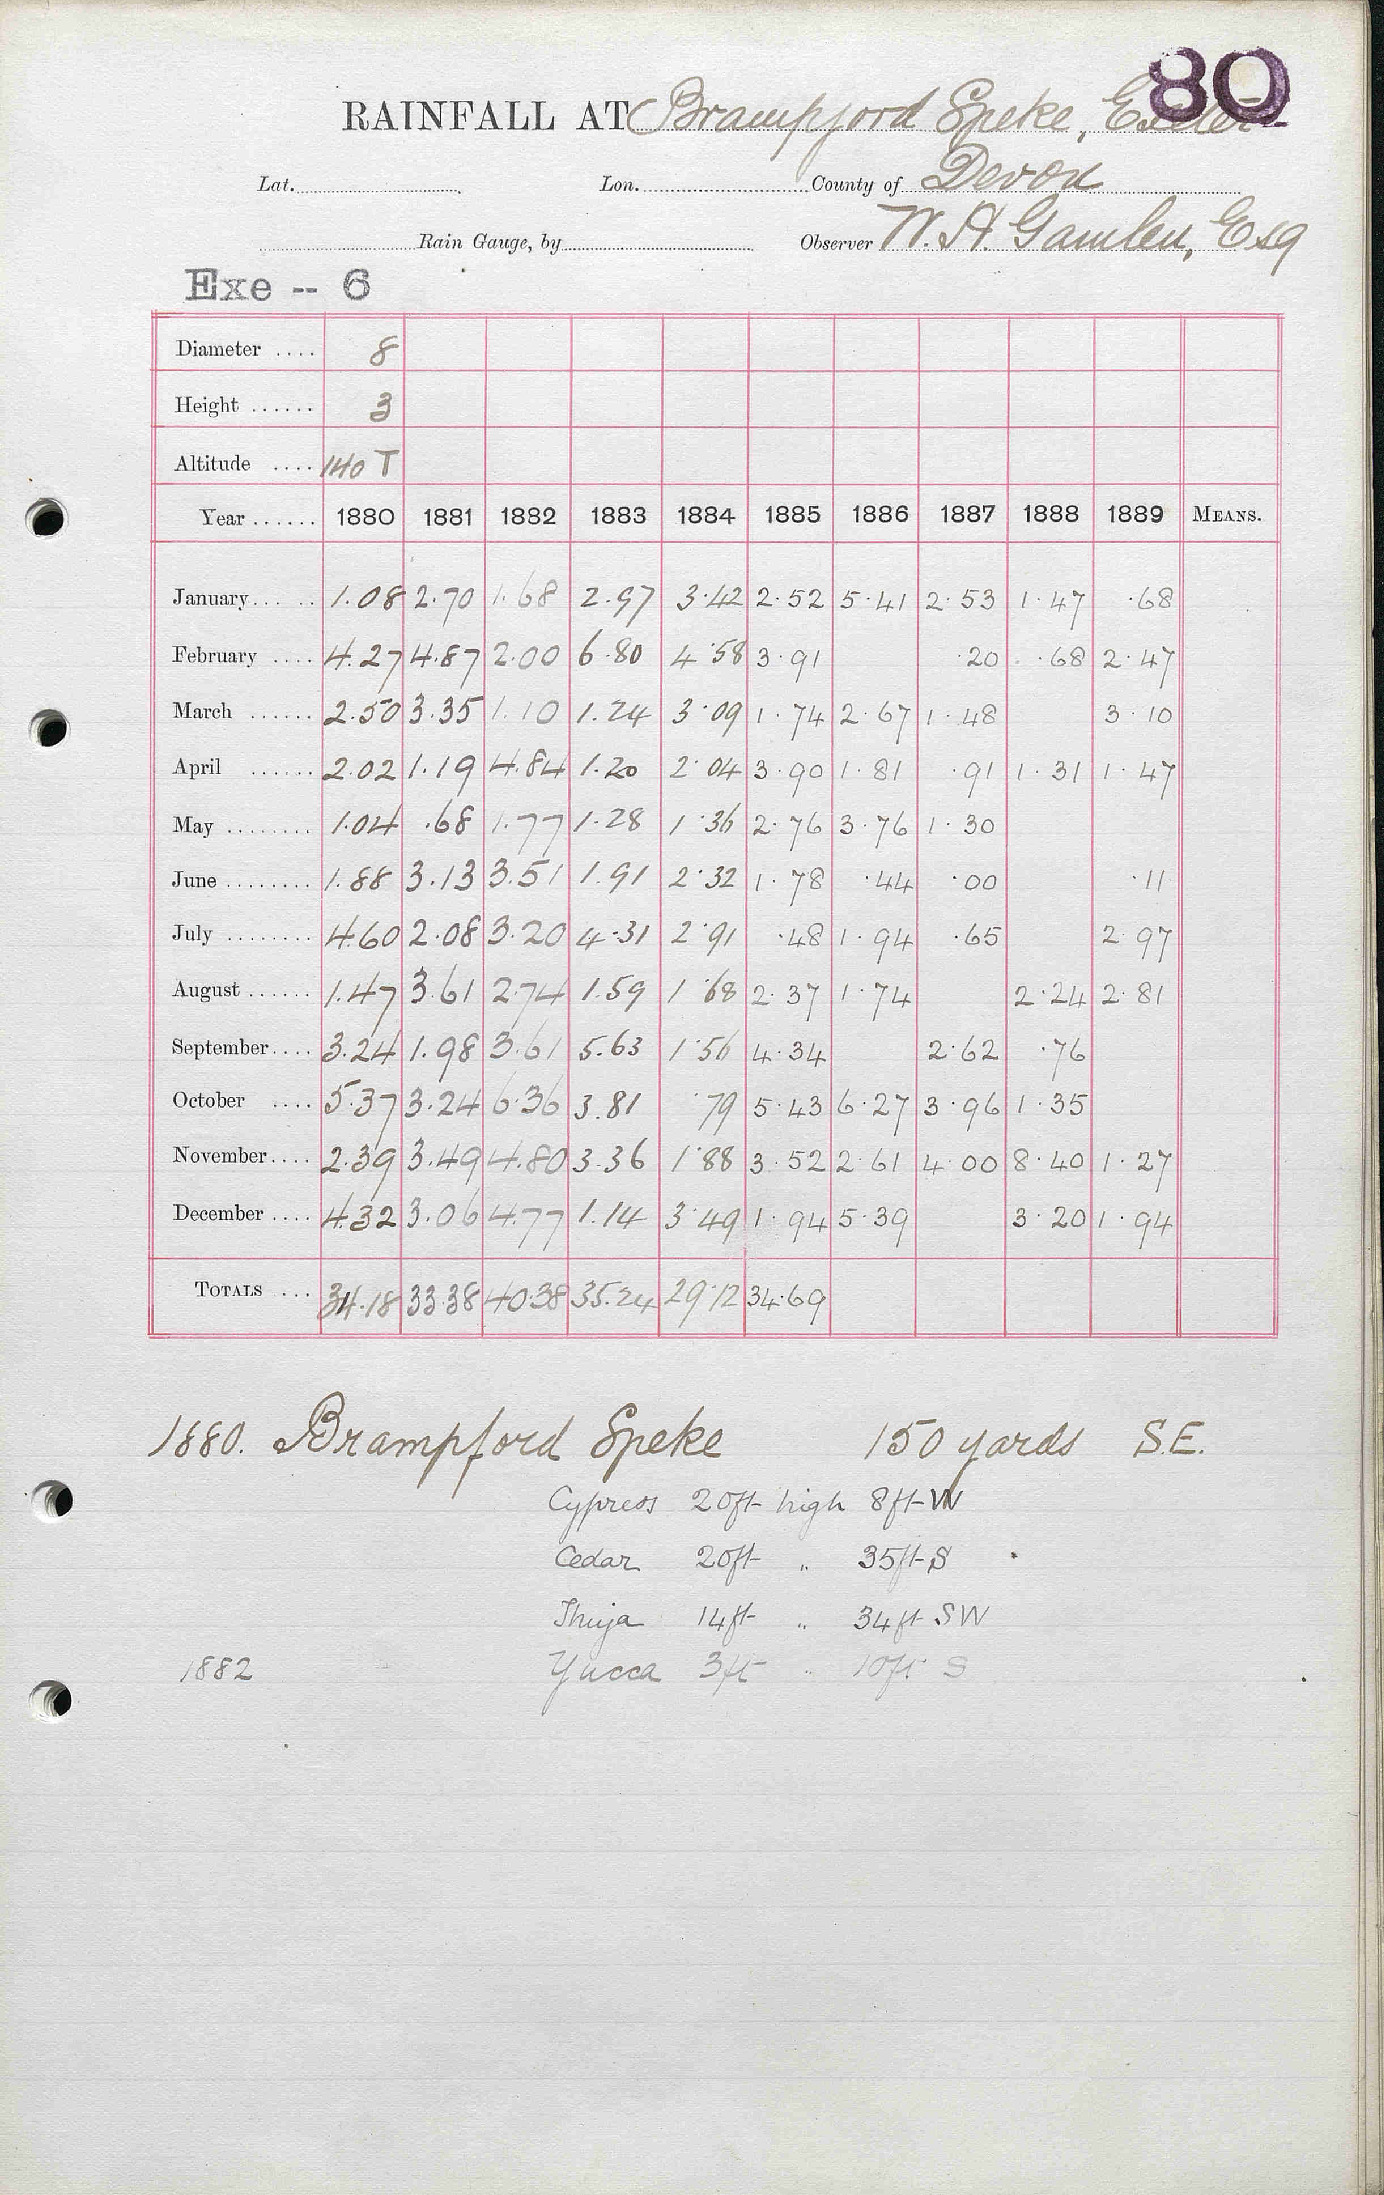 80
RAINFALL AT Brampford Speke, Exeter
Lat. Lon. County of Devon
Rain Gauge, by Observer W. H. Gamlen, Esq
Exe -- 6
Diameter .... 8
Height ...... 3
Altitude .... 140 T
Year ...... 1880 1881 1882 1883 1884 1885 1886 1887 1888 1889 MEANS.
January ...... 1.08 2.70 1.68 2.97 3.42 2.52 5.41 2.53 1.47 .68
February .... 4.27 4.87 2.00 6.80 4.58 3.91 .20 .68 2.47
March ...... 2.50 3.35 1.10 1.24 3.09 1.74 2.67 1.48 3.10
April ...... 2.02 1.19 4.84 1.20 2.04 3.90 1.81 .91 1.31 1.47
May ........ 1.04 .68 1.77 1.28 1.36 2.76 3.76 1.30
June ........ 1.88 3.13 3.51 1.91 2.32 1.78 .44 .00 .11
July ........ 4.60 2.08 3.20 4.31 2.91 .48 1.94 .65 2.97
August ...... 1.47 3.61 2.74 1.59 1.68 2.37 1.74 2.24 2.81
September .... 3.24 1.98 3.61 5.63 1.56 4.34 2.62 .76
October .... 5.37 3.24 6.36 3.81 .79 5.43 6.27 3.96 1.35
November .... 2.39 3.49 4.80 3.36 1.88 3.52 2.61 4.00 8.40 1.27
December .... 4.32 3.06 4.77 1.14 3.49 1.94 5.39 3.20 1.94
TOTALS ... 34.18 33.38 40.38 35.24 29.12 34.69
1880. Brampford Speke 150 yards S.E.
Cypress 20ft high 8ft W
Cedar 20ft " 35ft S
Thuja 14ft " 34ft SW
1882 Yucca 3ft " 10ft S